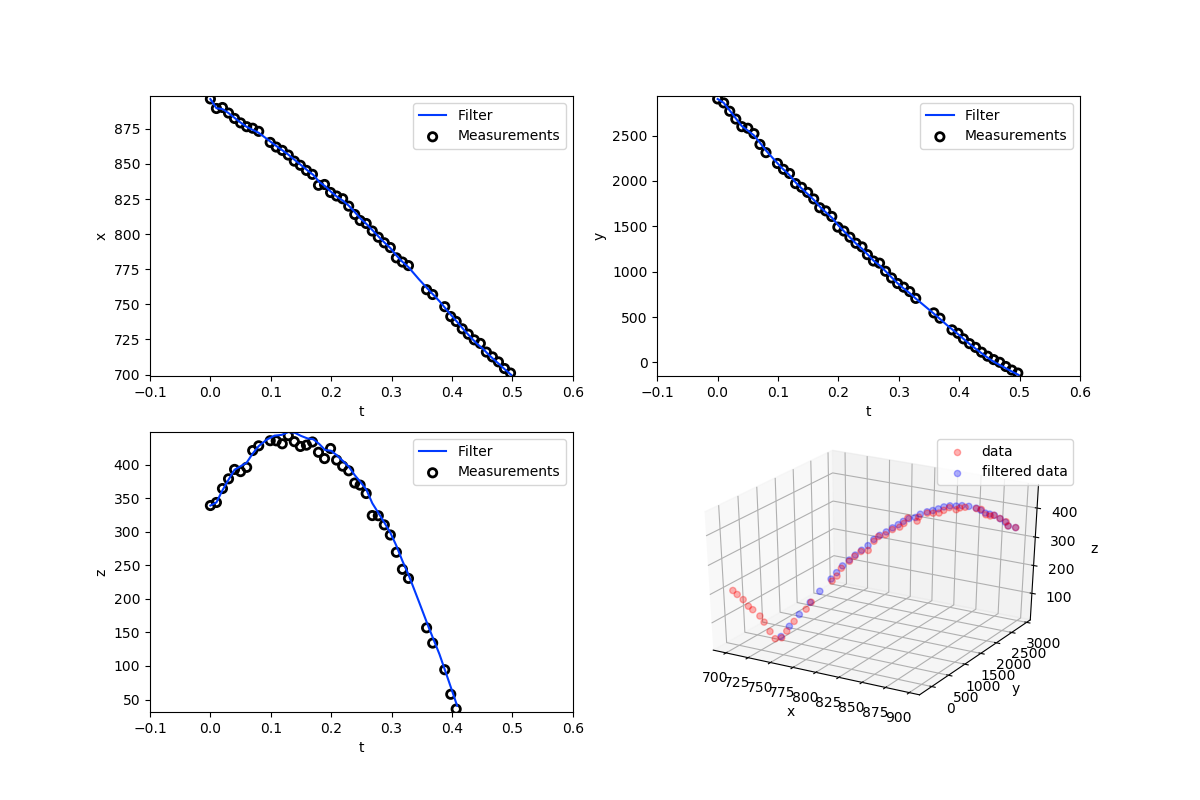 875
850
825
800
775
750
725
700
x
−0.1 0.0 0.1 0.2 0.3 0.4 0.5 0.6
t
Filter
Measurements
2500
2000
1500
1000
500
0
y
−0.1 0.0 0.1 0.2 0.3 0.4 0.5 0.6
t
Filter
Measurements
400
350
300
250
200
150
100
50
z
−0.1 0.0 0.1 0.2 0.3 0.4 0.5 0.6
t
Filter
Measurements
data
filtered data
400
300
200
100
z
700 725 750 775 800 825 850 875 900
x
0 500 1000 1500 2000 2500 3000
y